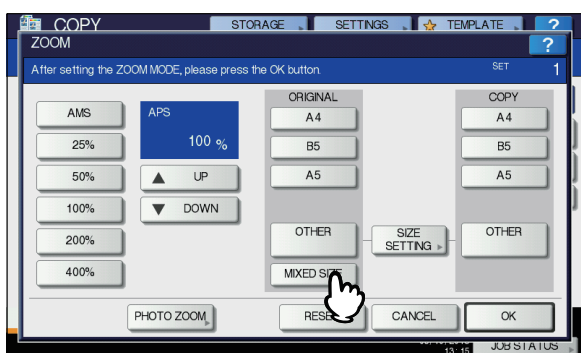 COPY STORAGE SETTINGS TEMPLATE ?
ZOOM ?
After setting the ZOOM MODE, please press the OK button. SET 1
ORIGINAL COPY
AMS APS A4 A4
25% 100 % B5 B5
50% UP A5 A5
100% DOWN
200% OTHER SIZE SETTING OTHER
400% MIXED SIZE
PHOTO ZOOM RESET CANCEL OK
13:15 JOB STATUS